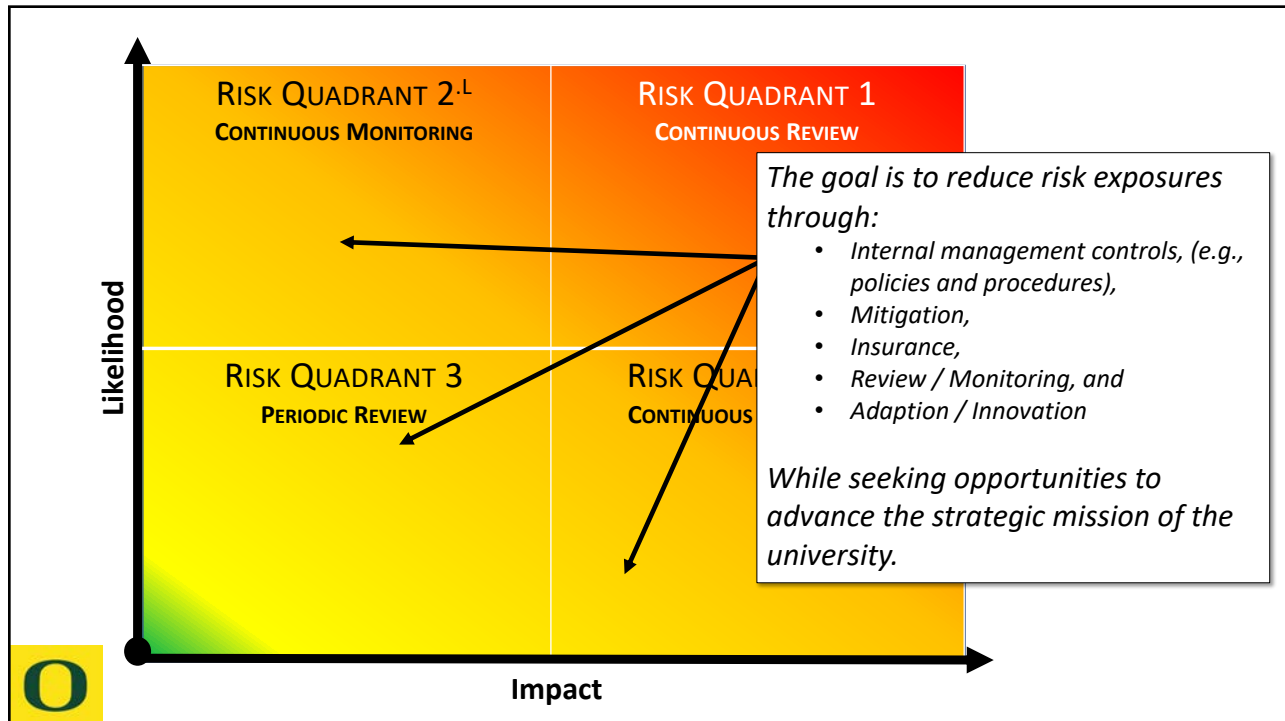 RISK QUADRANT 2.L
CONTINUOUS MONITORING
RISK QUADRANT 1
CONTINUOUS REVIEW
The goal is to reduce risk exposures
through:
• Internal management controls, (e.g.,
policies and procedures),
• Mitigation,
• Insurance,
• Review / Monitoring, and
• Adaption / Innovation
While seeking opportunities to
advance the strategic mission of the
university.
Likelihood
RISK QUADRANT 3
PERIODIC REVIEW
RISK
CONTINUOUS
Impact
O